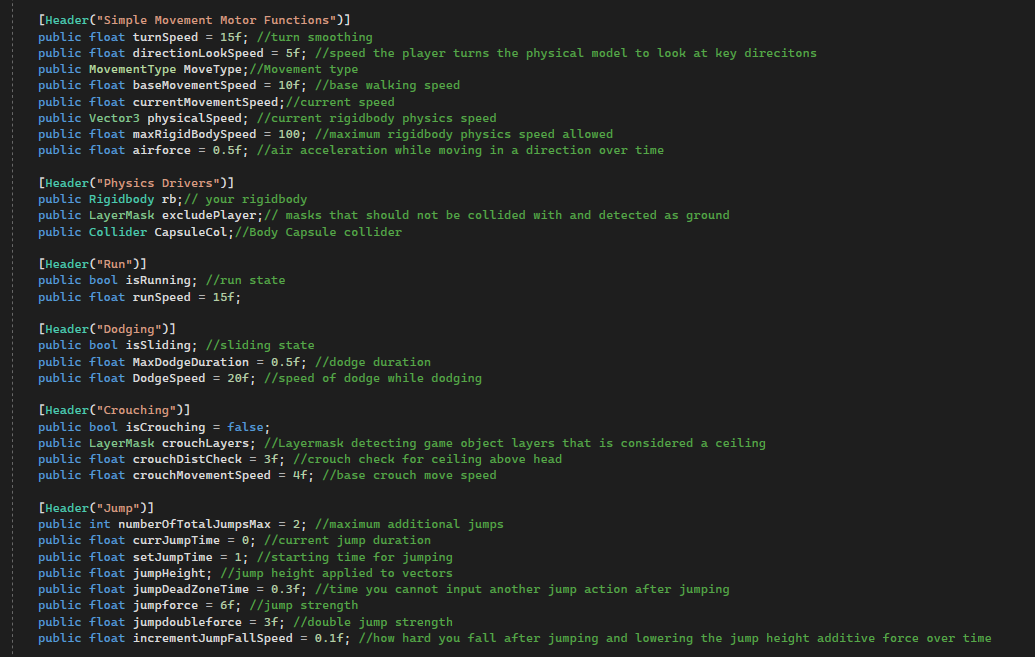 [Header("Simple Movement Motor Functions")]
public float turnSpeed = 15f; //turn smoothing
public float directionLookSpeed = 5f; //speed the player turns the physical model to look at key direcitons
public MovementType MoveType;//Movement type
public float baseMovementSpeed = 10f; //base walking speed
public float currentMovementSpeed;//current speed
public Vector3 physicalSpeed; //current rigidbody physics speed
public float maxRigidBodySpeed = 100; //maximum rigidbody physics speed allowed
public float airforce = 0.5f; //air acceleration while moving in a direction over time
[Header("Physics Drivers")]
public Rigidbody rb;// your rigidbody
public LayerMask excludePlayer;// masks that should not be collided with and detected as ground
public Collider CapsuleCol;//Body Capsule collider
[Header("Run")]
public bool isRunning; //run state
public float runSpeed = 15f;
[Header("Dodging")]
public bool isSliding; //sliding state
public float MaxDodgeDuration = 0.5f; //dodge duration
public float DodgeSpeed = 20f; //speed of dodge while dodging
[Header("Crouching")]
public bool isCrouching = false;
public LayerMask crouchLayers; //Layermask detecting game object layers that is considered a ceiling
public float crouchDistCheck = 3f; //crouch check for ceiling above head
public float crouchMovementSpeed = 4f; //base crouch move speed
[Header("Jump")]
public int numberOfTotalJumpsMax = 2; //maximum additional jumps
public float currJumpTime = 0; //current jump duration
public float setJumpTime = 1; //starting time for jumping
public float jumpHeight; //jump height applied to vectors
public float jumpDeadZoneTime = 0.3f; //time you cannot input another jump action after jumping
public float jumpforce = 6f; //jump strength
public float jumpdoubleforce = 3f; //double jump strength
public float incrementJumpFallSpeed = 0.1f; //how hard you fall after jumping and lowering the jump height additive force over time